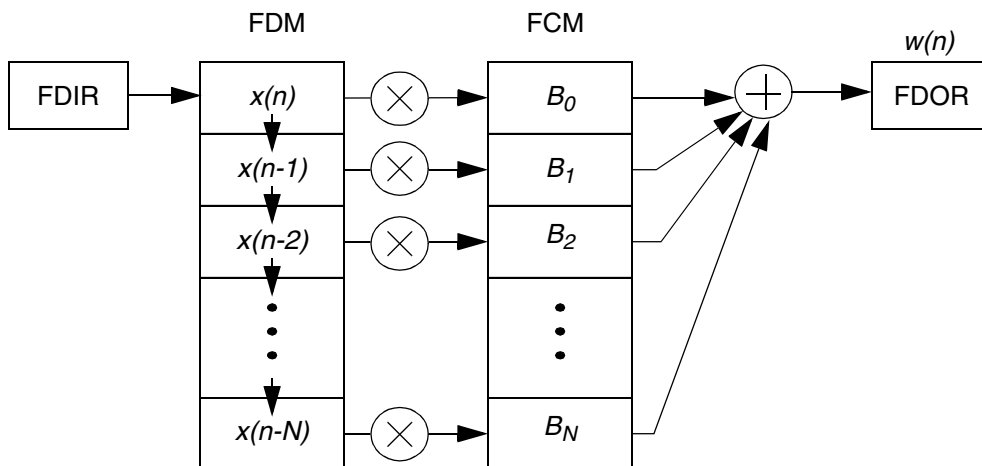 FDM FCM
w(n)
FDIR x(n) B0 FDOR
x(n-1) B1
x(n-2) B2
x(n-N) BN